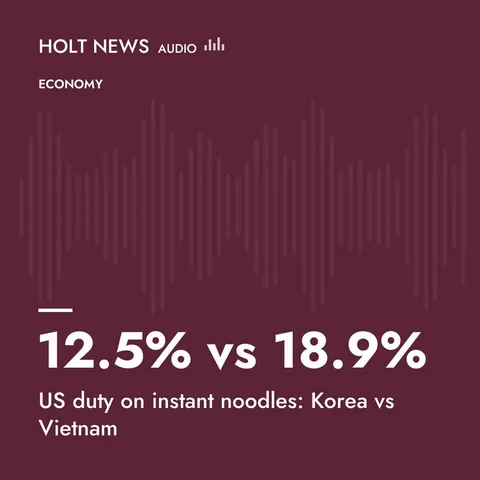 HOLT NEWS AUDIO
ECONOMY
12.5% vs 18.9%
US duty on instant noodles: Korea vs
Vietnam